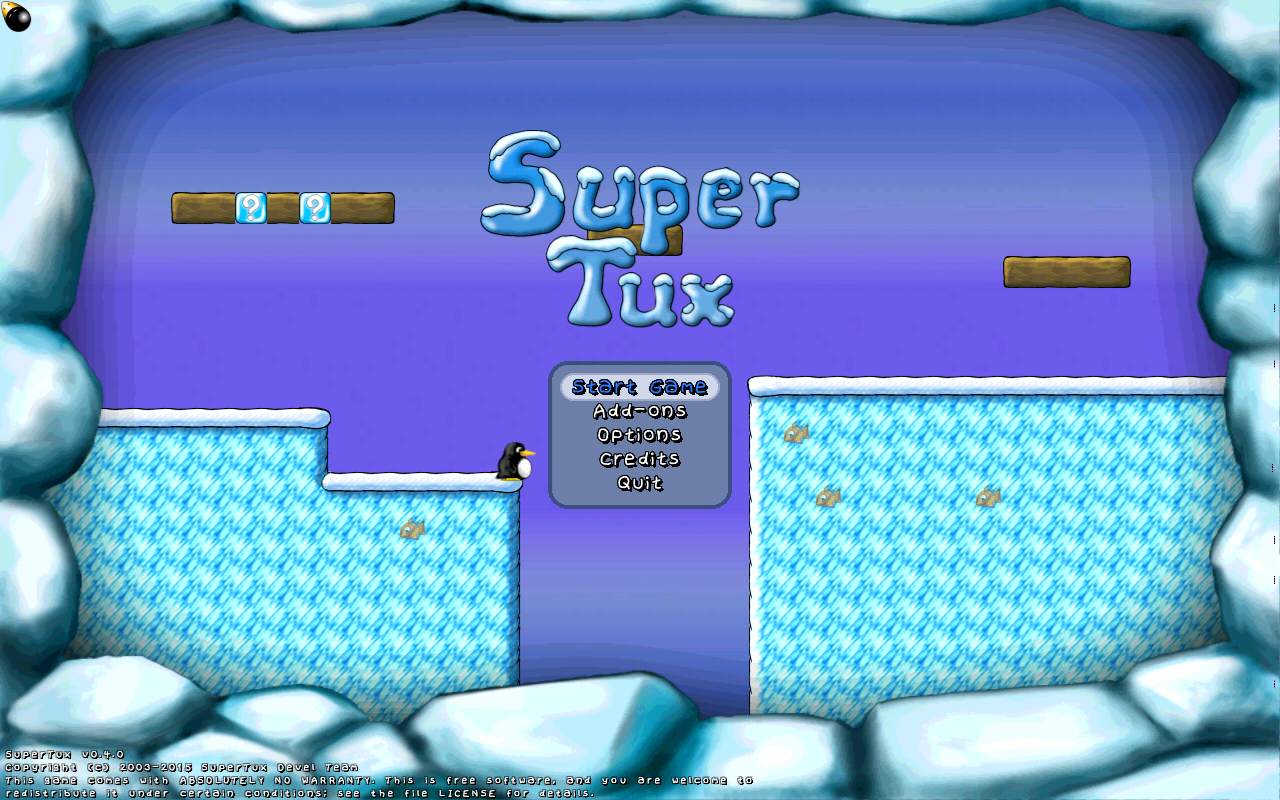 Super
Tux
? ?
Start Game
Add-ons
Options
Credits
Quit
SuperTux v0.4.0
Copyright (c) 2003-2015 SuperTux Devel Team
This game comes with ABSOLUTELY NO WARRANTY. This is free software, and you are welcome to
redistribute it under certain conditions; see the file LICENSE for details.